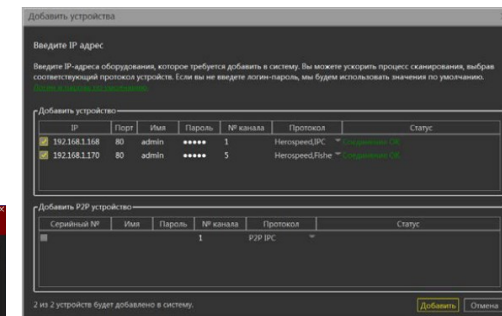 Добавить устройства
Введите IP адрес
Введите IP-адреса оборудования, которое требуется добавить в систему. Вы можете ускорить процесс сканирования, выбрав
соответствующий протокол устройств. Если вы не введете логин-пароль, мы будем использовать значения по умолчанию.
Добавить устройство
IP Порт Имя Пароль № канала Протокол Статус
192.168.1.168 80 admin ••••• 1 Herospeed,IPC Соединение OK
192.168.1.170 80 admin ••••• 5 Herospeed,Fishe Соединение OK
Добавить P2P устройство
Серийный № Имя Пароль № канала Протокол Статус
1 P2P IPC
2 из 2 устройств будет добавлено в систему.
Добавить Отмена